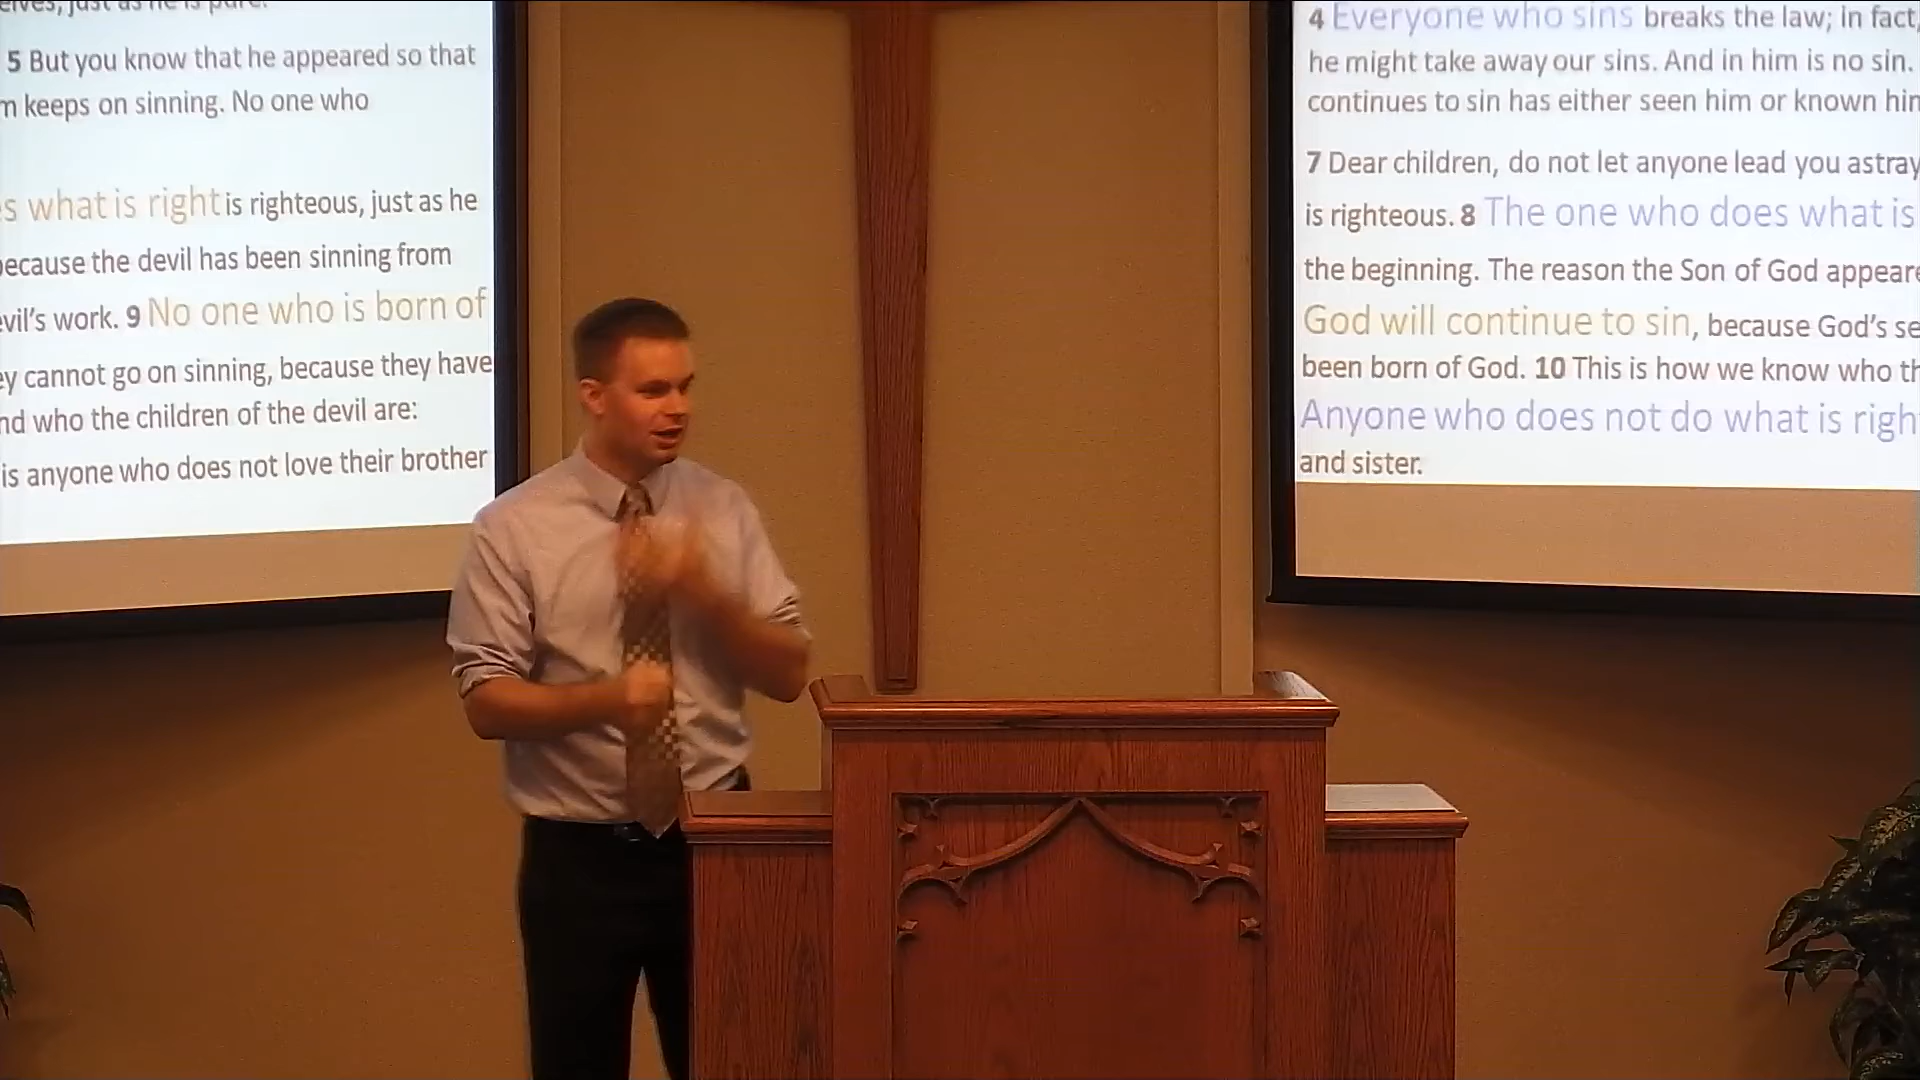 elves, just as he is pure.
5 But you know that he appeared so that
keeps on sinning. No one who
what is right is righteous, just as he
because the devil has been sinning from
evil's work. 9 No one who is born of
cannot go on sinning, because they have
who the children of the devil are:
is anyone who does not love their brother
4 Everyone who sins breaks the law; in fact,
he might take away our sins. And in him is no sin.
continues to sin has either seen him or known
7 Dear children, do not let anyone lead you astray
is righteous. 8 The one who does what is
the beginning. The reason the Son of God appeare
God will continue to sin, because God's se
been born of God. 10 This is how we know who th
Anyone who does not do what is righ
and sister.